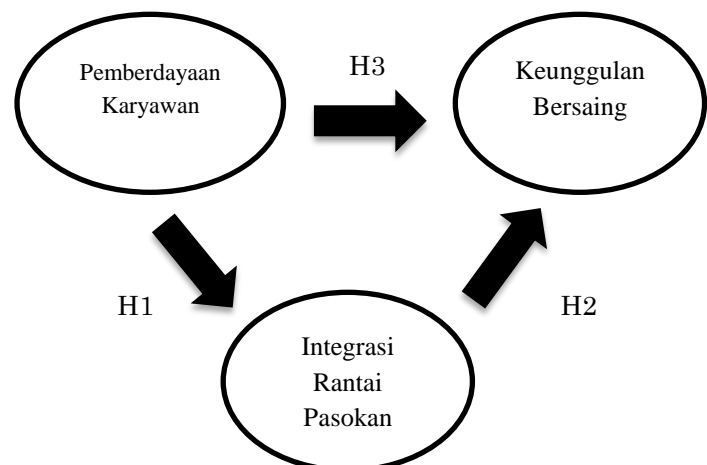 Pemberdayaan
Karyawan
H3
Keunggulan
Bersaing
H1
H2
Integrasi
Rantai
Pasokan